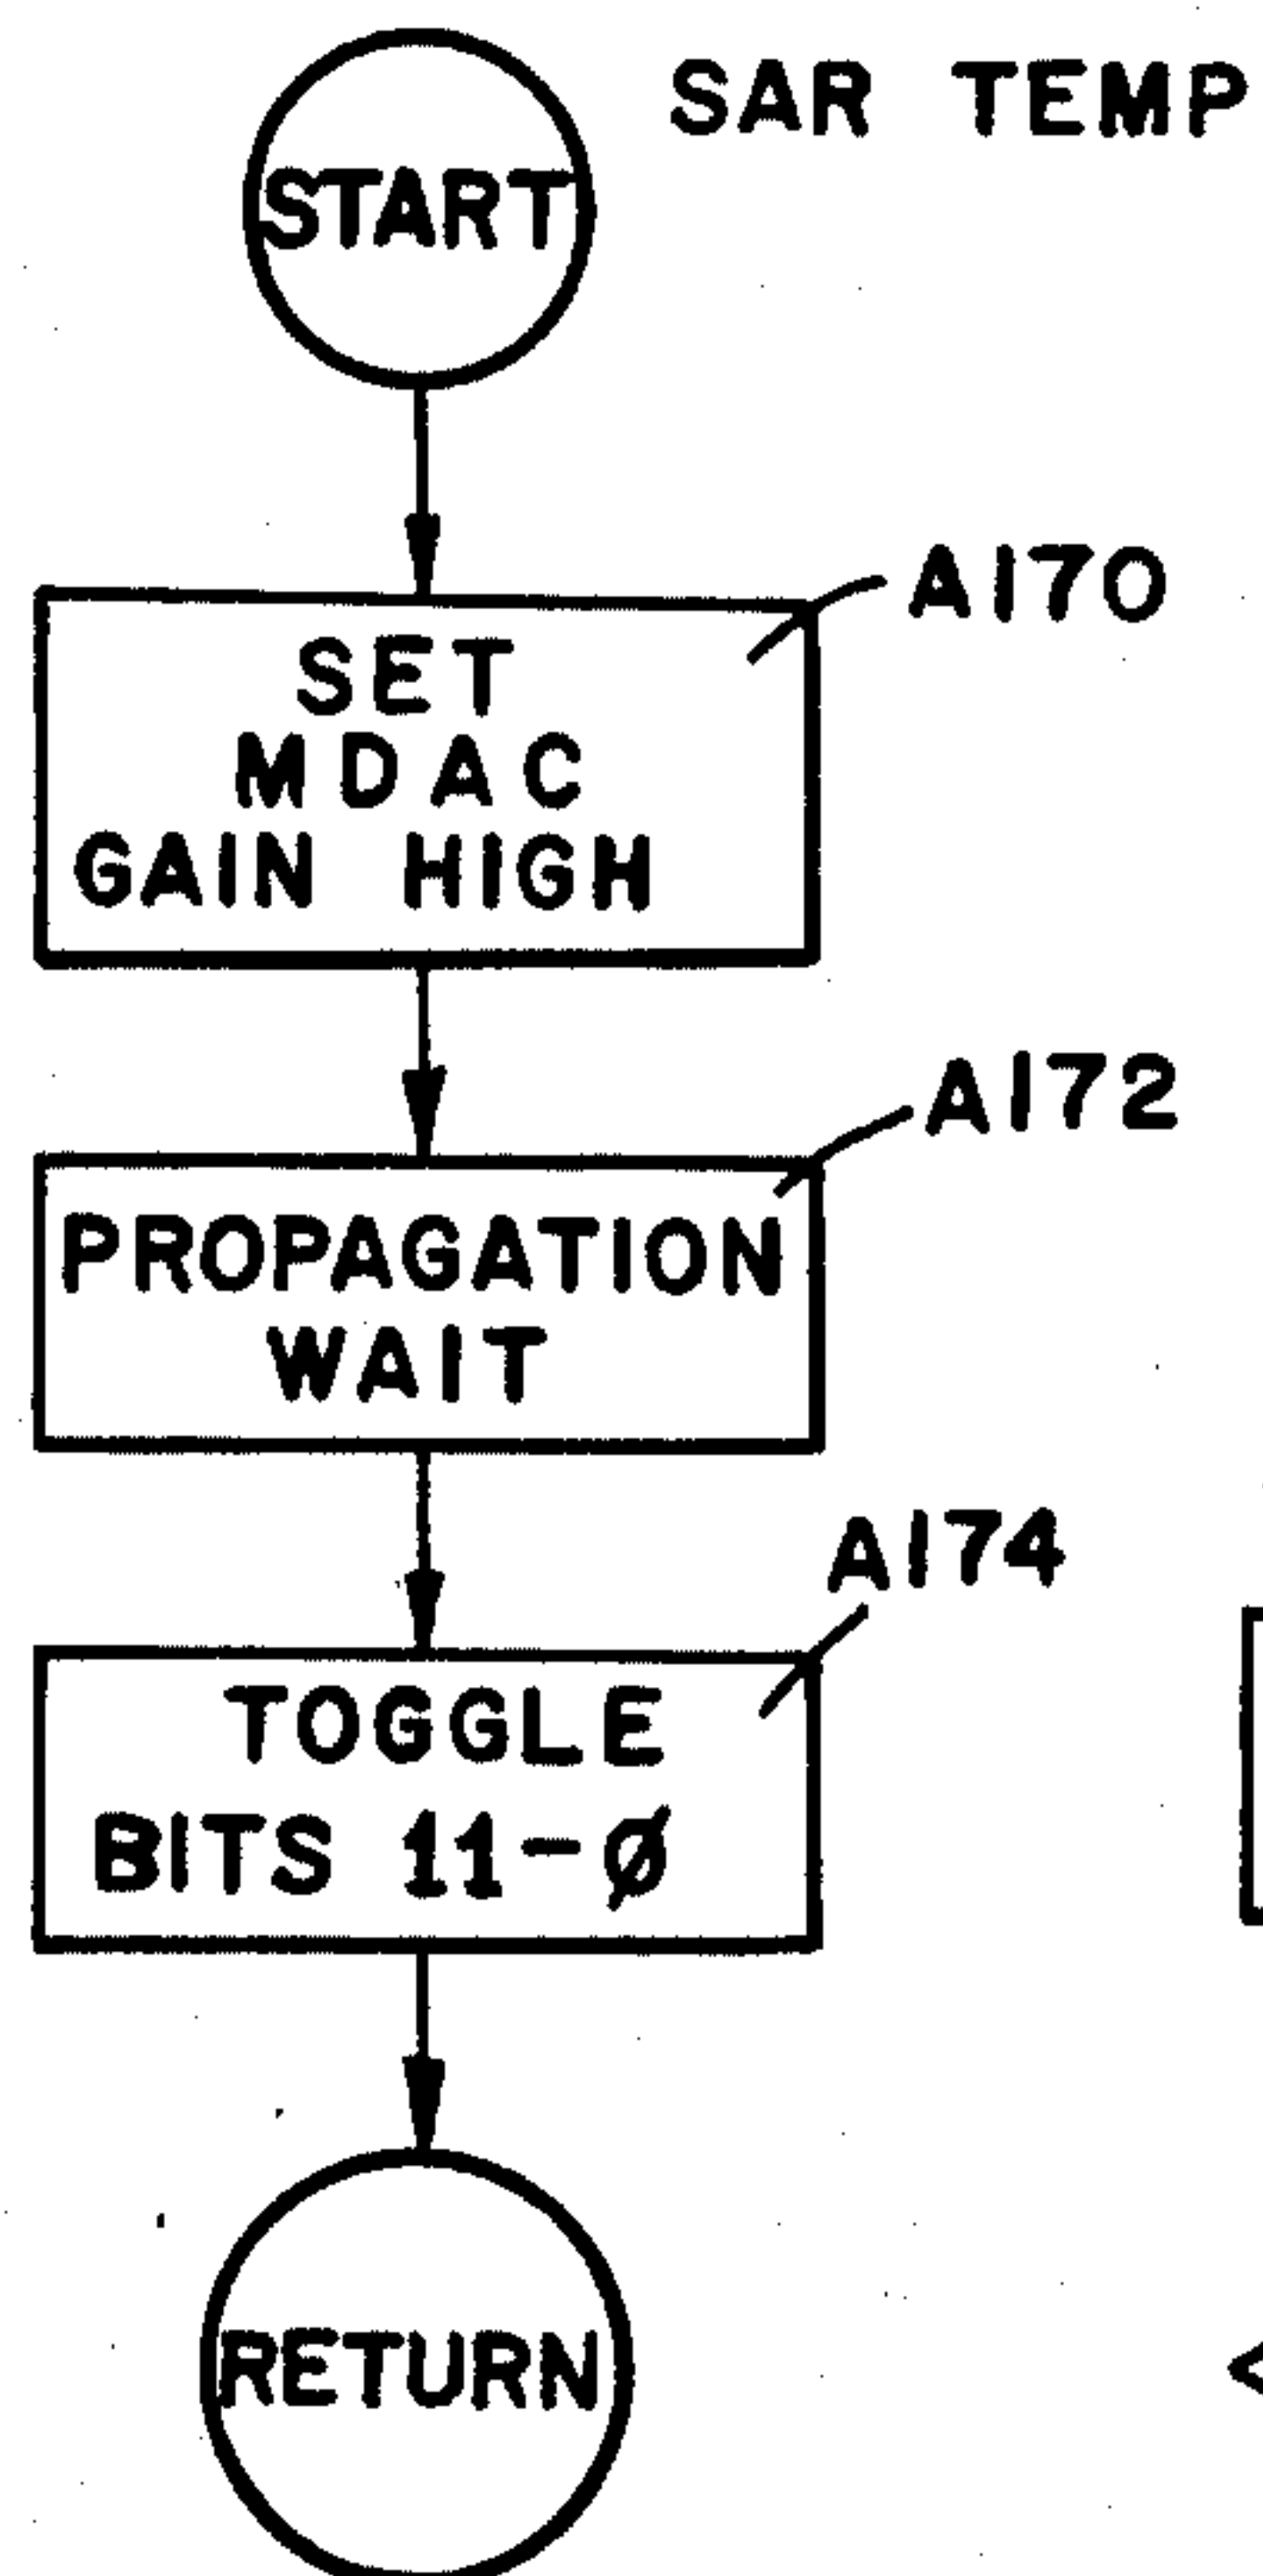 SAR TEMP
START
A170
SET
MDAC
GAIN HIGH
A172
PROPAGATION
WAIT
A174
TOGGLE
BITS 11-Ø
RETURN